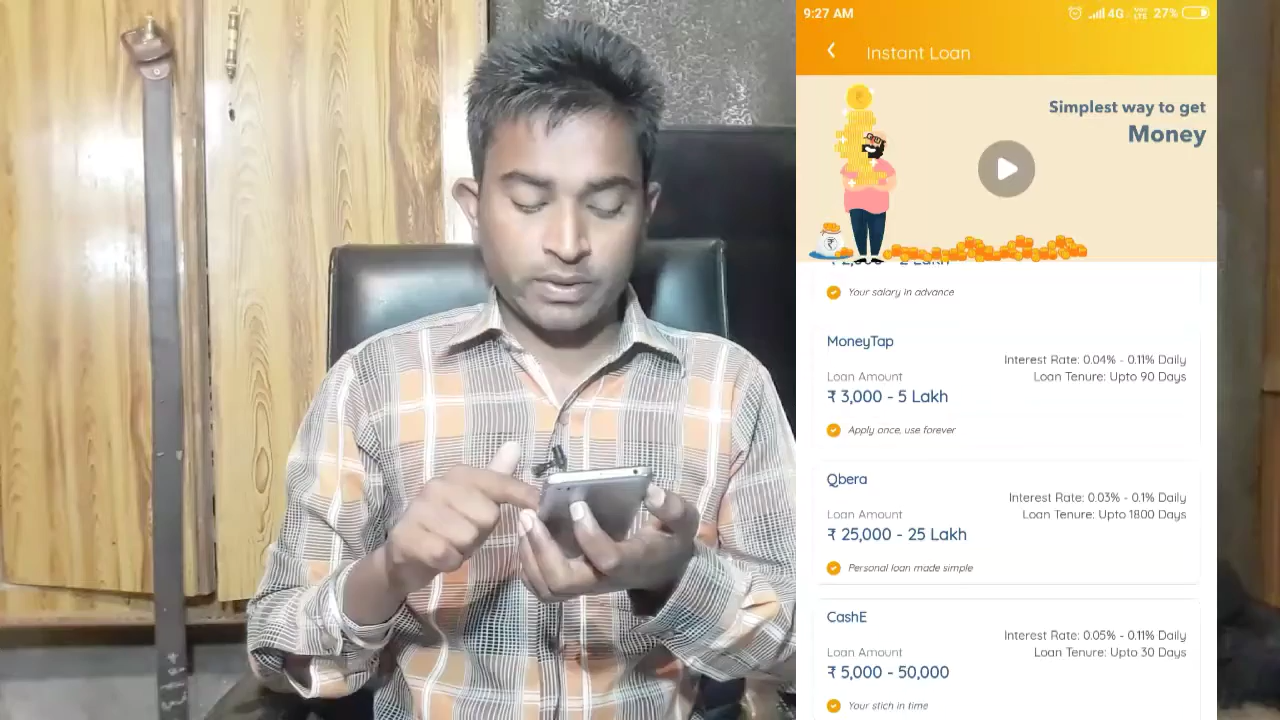 9:27 AM
4G
VoO
LTE
27%
Instant Loan
Simplest way to get
Money
Your salary in advance
MoneyTap
Interest Rate: 0.04% - 0.11% Daily
Loan Amount
Loan Tenure: Upto 90 Days
₹ 3,000 - 5 Lakh
Apply once, use forever
Qbera
Interest Rate: 0.03% - 0.1% Daily
Loan Amount
Loan Tenure: Upto 1800 Days
₹ 25,000 - 25 Lakh
Personal loan made simple
CashE
Interest Rate: 0.05% - 0.11% Daily
Loan Amount
Loan Tenure: Upto 30 Days
₹ 5,000 - 50,000
Your stich in time